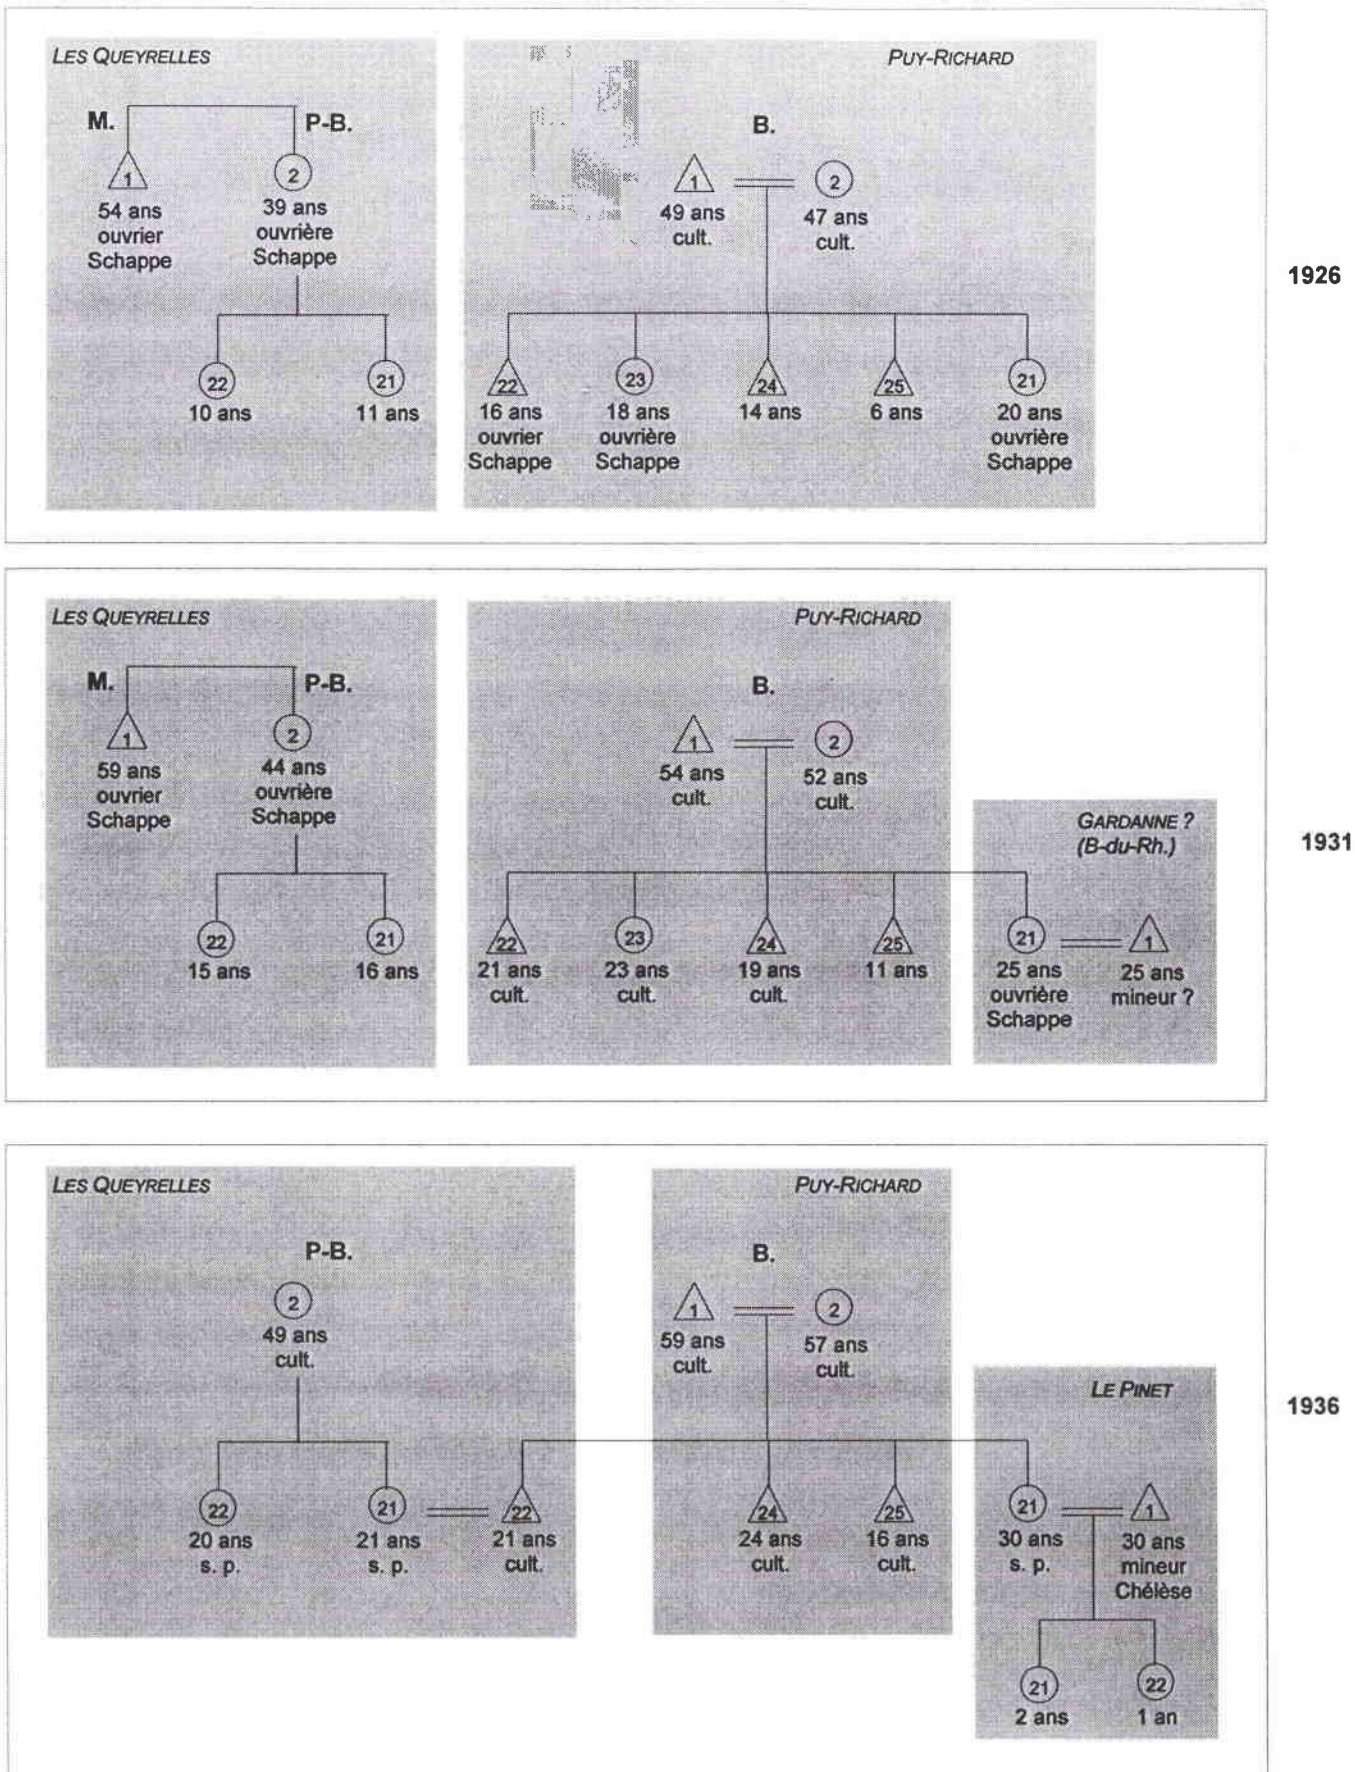 LES QUEYRELLES
PUY-RICHARD
M.
P-B.
B.
1
2
1
2
54 ans
ouvrier
Schappe
39 ans
ouvrière
Schappe
49 ans
cult.
47 ans
cult.
1926
22
21
22
23
24
25
21
10 ans
11 ans
16 ans
ouvrier
Schappe
18 ans
ouvrière
Schappe
14 ans
6 ans
20 ans
ouvrière
Schappe
LES QUEYRELLES
PUY-RICHARD
M.
P-B.
B.
1
2
1
2
59 ans
ouvrier
Schappe
44 ans
ouvrière
Schappe
54 ans
cult.
52 ans
cult.
GARDANNE ?
(B-du-Rh.)
1931
22
21
22
23
24
25
21
1
15 ans
16 ans
21 ans
cult.
23 ans
cult.
19 ans
cult.
11 ans
25 ans
ouvrière
Schappe
25 ans
mineur ?
LES QUEYRELLES
PUY-RICHARD
P-B.
B.
2
1
2
49 ans
cult.
59 ans
cult.
57 ans
cult.
LE PINET
1936
22
21
22
24
25
21
1
20 ans
s. p.
21 ans
s. p.
21 ans
cult.
24 ans
cult.
16 ans
cult.
30 ans
s. p.
30 ans
mineur
Chélèse
21
22
2 ans
1 an